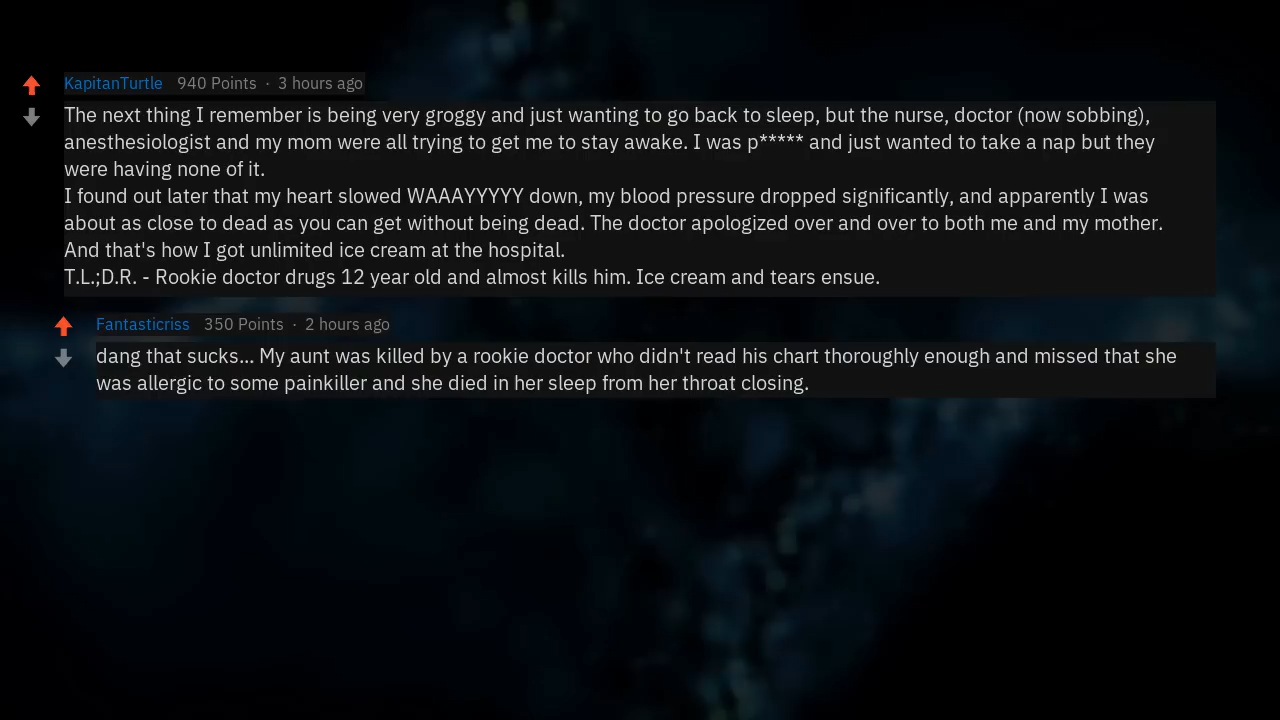 KapitanTurtle 940 Points · 3 hours ago
The next thing I remember is being very groggy and just wanting to go back to sleep, but the nurse, doctor (now sobbing),
anesthesiologist and my mom were all trying to get me to stay awake. I was p***** and just wanted to take a nap but they
were having none of it.
I found out later that my heart slowed WAAAYYYYY down, my blood pressure dropped significantly, and apparently I was
about as close to dead as you can get without being dead. The doctor apologized over and over to both me and my mother.
And that's how I got unlimited ice cream at the hospital.
T.L.;D.R. - Rookie doctor drugs 12 year old and almost kills him. Ice cream and tears ensue.
Fantasticriss 350 Points · 2 hours ago
dang that sucks... My aunt was killed by a rookie doctor who didn't read his chart thoroughly enough and missed that she
was allergic to some painkiller and she died in her sleep from her throat closing.